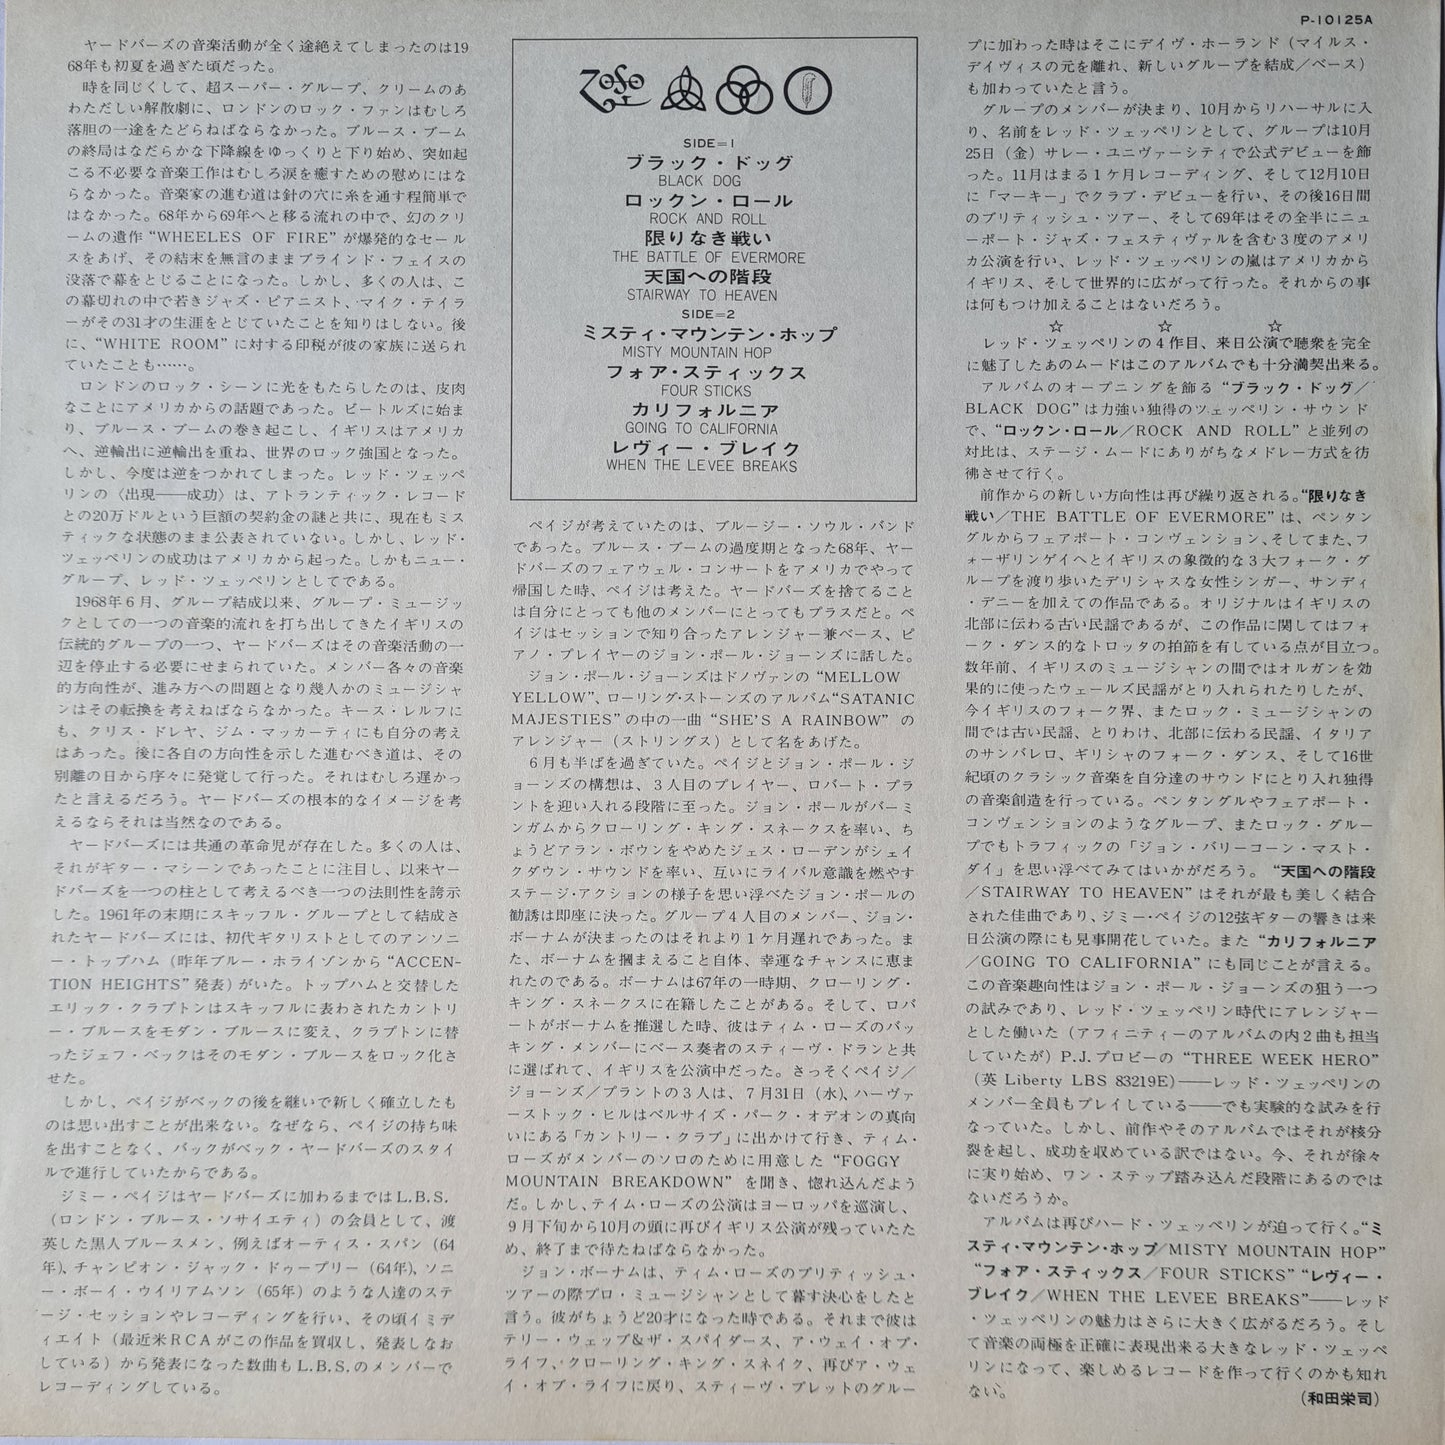 P-10125A
ヤードバーズの音楽活動が全く途絶えてしまったのは19
68年も初夏を過ぎた頃だった。
時を同じくして、超スーパー・グループ、クリームのあ
わただしい解散劇に、ロンドンのロック・ファンはむしろ
落胆の一途をたどらねばならなかった。ブルース・ブーム
の終局はなだらかな下降線をゆっくりと下り始め、突如起
こる不必要な音楽工作はむしろ涙を癒すための慰めにはな
らなかった。音楽家の進む道は針の穴に糸を通す程簡単で
はなかった。68年から69年へと移る流れの中で、幻のクリ
ームの遺作“WHEELES OF FIRE”が爆発的なセール
スをあげ、その結末を無言のままブラインド・フェイスの
没落で幕をとじることになった。しかし、多くの人は、こ
の幕切れの中で若きジャズ・ピアニスト、マイク・テイラ
ーがその31才の生涯をとじていたことを知りはしない。後
に、“WHITE ROOM”に対する印税が彼の家族に送られ
ていたことも……。
ロンドンのロック・シーンに光をもたらしたのは、皮肉
なことにアメリカからの話題であった。ビートルズに始ま
り、ブルース・ブームの巻き起こし、イギリスはアメリカ
へ、逆輸出に逆輸出を重ね、世界のロック強国となった。
しかし、今度は逆をつかれてしまった。レッド・ツェッペ
リンの〈出現——成功〉は、アトランティック・レコード
との20万ドルという巨額の契約金の謎と共に、現在もミス
ティックな状態のまま公表されていない。しかし、レッド・
ツェッペリンの成功はアメリカから起った。しかもニュー・
グループ、レッド・ツェッペリンとしてである。
1968年6月、グループ結成以来、グループ・ミュージッ
クとしての一つの音楽的流れを打ち出してきたイギリスの
伝統的グループの一つ、ヤードバーズはその音楽活動の一
辺を停止する必要にせまられていた。メンバー各々の音楽
的方向性が、進み方への問題となり幾人かのミュージシャ
ンはその転換を考えねばならなかった。キース・レルフに
も、クリス・ドレヤ、ジム・マッカーティにも自分の考え
はあった。後に各自の方向性を示した進むべき道は、その
別離の日から序々に発覚して行った。それはむしろ遅かっ
たと言えるだろう。ヤードバーズの根本的なイメージを考
えるならそれは当然なのである。
ヤードバーズには共通の革命児が存在した。多くの人は、
それがギター・マシーンであったことに注目し、以来ヤー
ドバーズを一つの柱として考えるべき一つの法則性を誇示
した。1961年の末期にスキッフル・グループとして結成さ
れたヤードバーズには、初代ギタリストとしてのアンソニ
ー・トップハム（昨年ブルー・ホライゾンから“ACCEN-
TION HEIGHTS”発表）がいた。トップハムと交替した
エリック・クラプトンはスキッフルに表わされたカントリ
ー・ブルースをモダン・ブルースに変え、クラプトンに替
ったジェフ・ベックはそのモダン・ブルースをロック化さ
せた。
しかし、ペイジがベックの後を継いで新しく確立したも
のは思い出すことが出来ない。なぜなら、ペイジの持ち味
を出すことなく、バックがベック・ヤードバーズのスタイ
ルで進行していたからである。
ジミー・ペイジはヤードバーズに加わるまではL.B.S.
（ロンドン・ブルース・ソサイエティ）の会員として、渡
英した黒人ブルースメン、例えばオーティス・スパン（64
年）、チャンピオン・ジャック・ドゥープリー（64年）、ソニ
ー・ボーイ・ウイリアムソン（65年）のような人達のステ
ージ・セッションやレコーディングを行い、その頃イミデ
ィエイト（最近米RCAがこの作品を買収し、発表しなお
している）から発表になった数曲もL.B.S.のメンバーで
レコーディングしている。
ZOSO
SIDE=1
ブラック・ドッグ
BLACK DOG
ロックン・ロール
ROCK AND ROLL
限りなき戦い
THE BATTLE OF EVERMORE
天国への階段
STAIRWAY TO HEAVEN
SIDE=2
ミスティ・マウンテン・ホップ
MISTY MOUNTAIN HOP
フォア・スティックス
FOUR STICKS
カリフォルニア
GOING TO CALIFORNIA
レヴィー・ブレイク
WHEN THE LEVEE BREAKS
ペイジが考えていたのは、ブルージー・ソウル・バンド
であった。ブルース・ブームの過度期となった68年、ヤー
ドバーズのフェアウェル・コンサートをアメリカでやって
帰国した時、ペイジは考えた。ヤードバーズを捨てること
は自分にとっても他のメンバーにとってもプラスだと。ペ
イジはセッションで知り合ったアレンジャー兼ベース、ピ
アノ・プレイヤーのジョン・ポール・ジョーンズに話した。
ジョン・ポール・ジョーンズはドノヴァンの“MELLOW
YELLOW”、ローリング・ストーンズのアルバム“SATANIC
MAJESTIES”の中の一曲“SHE'S A RAINBOW”の
アレンジャー（ストリングス）として名をあげた。
6月も半ばを過ぎていた。ペイジとジョン・ポール・ジ
ョーンズの構想は、3人目のプレイヤー、ロバート・プラ
ントを迎い入れる段階に至った。ジョン・ポールがバーミ
ンガムからクローリング・キング・スネークスを率い、ち
ょうどアラン・ボウンをやめたジェス・ローデンがシェイ
クダウン・サウンドを率い、互いにライバル意識を燃やす
ステージ・アクションの様子を思い浮べたジョン・ポールの
勧誘は即座に決った。グループ4人目のメンバー、ジョン・
ボーナムが決まったのはそれより1ケ月遅れであった。ま
た、ボーナムを摑まえること自体、幸運なチャンスに恵ま
れたのである。ボーナムは67年の一時期、クローリング・
キング・スネークスに在籍したことがある。そして、ロバ
ートがボーナムを推選した時、彼はティム・ローズのバッ
キング・メンバーにベース奏者のスティーヴ・ドランと共
に選ばれて、イギリスを公演中だった。さっそくペイジ／
ジョーンズ／プラントの3人は、7月31日（水）、ハーヴァ
ーストック・ヒルはベルサイズ・パーク・オデオンの真向
いにある「カントリー・クラブ」に出かけて行き、ティム・
ローズがメンバーのソロのために用意した“FOGGY
MOUNTAIN BREAKDOWN”を聞き、惚れ込んだよう
だ。しかし、テイム・ローズの公演はヨーロッパを巡演し、
9月下旬から10月の頭に再びイギリス公演が残っていたた
め、終了まで待たねばならなかった。
ジョン・ボーナムは、ティム・ローズのブリティッシュ・
ツアーの際プロ・ミュージシャンとして暮す決心をしたと
言う。彼がちょうど20才になった時である。それまで彼は
テリー・ウェッブ&ザ・スパイダース、ア・ウェイ・オブ・
ライフ、クローリング・キング・スネイク、再びア・ウェ
イ・オブ・ライフに戻り、スティーヴ・ブレットのグルー
プに加わった時はそこにデイヴ・ホーランド（マイルス・
デイヴィスの元を離れ、新しいグループを結成／ベース）
も加わっていたと言う。
グループのメンバーが決まり、10月からリハーサルに入
り、名前をレッド・ツェッペリンとして、グループは10月
25日（金）サレー・ユニヴァーシティで公式デビューを飾
った。11月はまる1ケ月レコーディング、そして12月10日
に「マーキー」でクラブ・デビューを行い、その後16日間
のブリティッシュ・ツアー、そして69年はその全半にニュ
ーポート・ジャズ・フェスティヴァルを含む3度のアメリ
カ公演を行い、レッド・ツェッペリンの嵐はアメリカから
イギリス、そして世界的に広がって行った。それからの事
は何もつけ加えることはないだろう。
☆ ☆ ☆
レッド・ツェッペリンの4作目、来日公演で聴衆を完全
に魅了したあのムードはこのアルバムでも十分満契出来る。
アルバムのオープニングを飾る“ブラック・ドッグ／
BLACK DOG”は力強い独得のツェッペリン・サウンド
で、“ロックン・ロール／ROCK AND ROLL”と並列の
対比は、ステージ・ムードにありがちなメドレー方式を彷
彿させて行く。
前作からの新しい方向性は再び繰り返される。“限りなき
戦い／THE BATTLE OF EVERMORE”は、ペンタン
グルからフェアポート・コンヴェンション、そしてまた、フ
ォーザリンゲイへとイギリスの象徴的な3大フォーク・グ
ループを渡り歩いたデリシャスな女性シンガー、サンディ
・デニーを加えての作品である。オリジナルはイギリスの
北部に伝わる古い民謡であるが、この作品に関してはフォ
ーク・ダンス的なトロッタの拍節を有している点が目立つ。
数年前、イギリスのミュージシャンの間ではオルガンを効
果的に使ったウェールズ民謡がとり入れられたりしたが、
今イギリスのフォーク界、またロック・ミュージシャンの
間では古い民謡、とりわけ、北部に伝わる民謡、イタリア
のサンバレロ、ギリシャのフォーク・ダンス、そして16世
紀頃のクラシック音楽を自分達のサウンドにとり入れ独得
の音楽創造を行っている。ペンタングルやフェアポート・
コンヴェンションのようなグループ、またロック・グルー
プでもトラフィックの「ジョン・バリーコーン・マスト・
ダイ」を思い浮べてみてはいかがだろう。“天国への階段
／STAIRWAY TO HEAVEN”はそれが最も美しく結合
された佳曲であり、ジミー・ペイジの12弦ギターの響きは来
日公演の際にも見事開花していた。また“カリフォルニア
／GOING TO CALIFORNIA”にも同じことが言える。
この音楽趣向性はジョン・ポール・ジョーンズの狙う一つ
の試みであり、レッド・ツェッペリン時代にアレンジャー
とした働いた（アフィニティーのアルバムの内2曲も担当
していたが）P.J.プロビーの“THREE WEEK HERO”
（英 Liberty LBS 83219E）——レッド・ツェッペリンの
メンバー全員もプレイしている——でも実験的な試みを行
なっていた。しかし、前作やそのアルバムではそれが核分
裂を起し、成功を収めている訳ではない。今、それが徐々
に実り始め、ワン・ステップ踏み込んだ段階にあるのでは
ないだろうか。
アルバムは再びハード・ツェッペリンが迫って行く。“ミ
スティ・マウンテン・ホップ／MISTY MOUNTAIN HOP”
“フォア・スティックス／FOUR STICKS”“レヴィー・
ブレイク／WHEN THE LEVEE BREAKS”——レッド
・ツェッペリンの魅力はさらに大きく広がるだろう。そし
て音楽の両極を正確に表現出来る大きなレッド・ツェッペ
リンになって、楽しめるレコードを作って行くのかも知れ
ない。
（和田栄司）